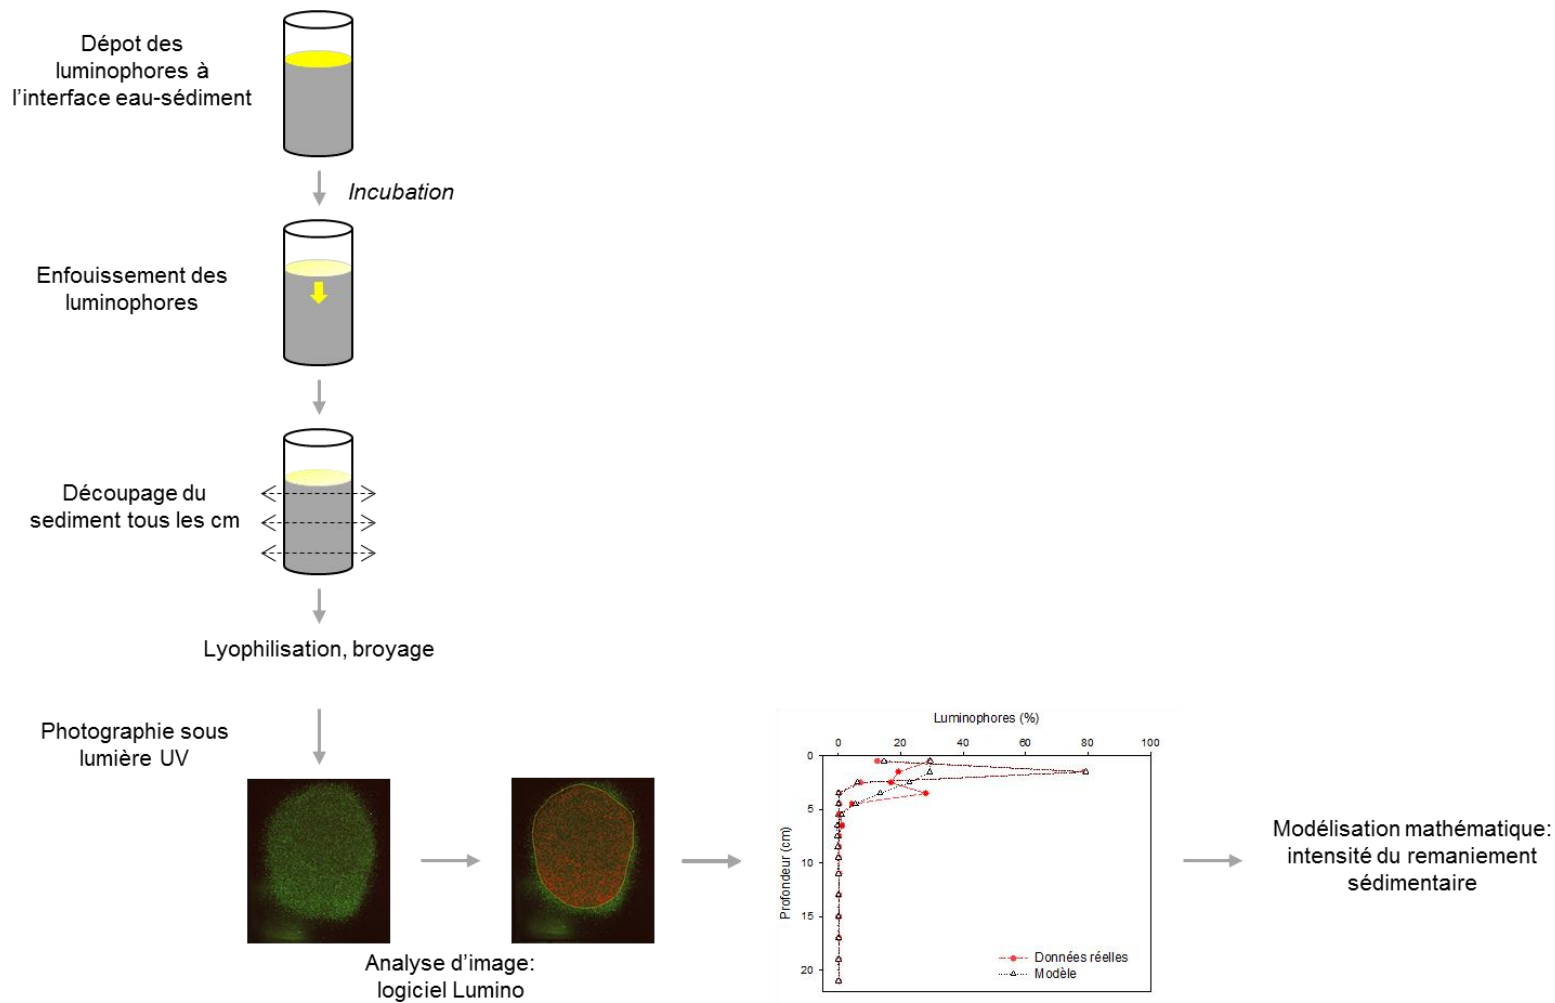 Dépot des
luminophores à
l’interface eau-sédiment
Incubation
Enfouissement des
luminophores
Découpage du
sediment tous les cm
Lyophilisation, broyage
Photographie sous
lumière UV
Analyse d’image:
logiciel Lumino
Luminophores (%)
0 20 40 60 80 100
0
5
10
15
20
Profondeur (cm)
Données réelles
Modèle
Modélisation mathématique:
intensité du remaniement
sédimentaire